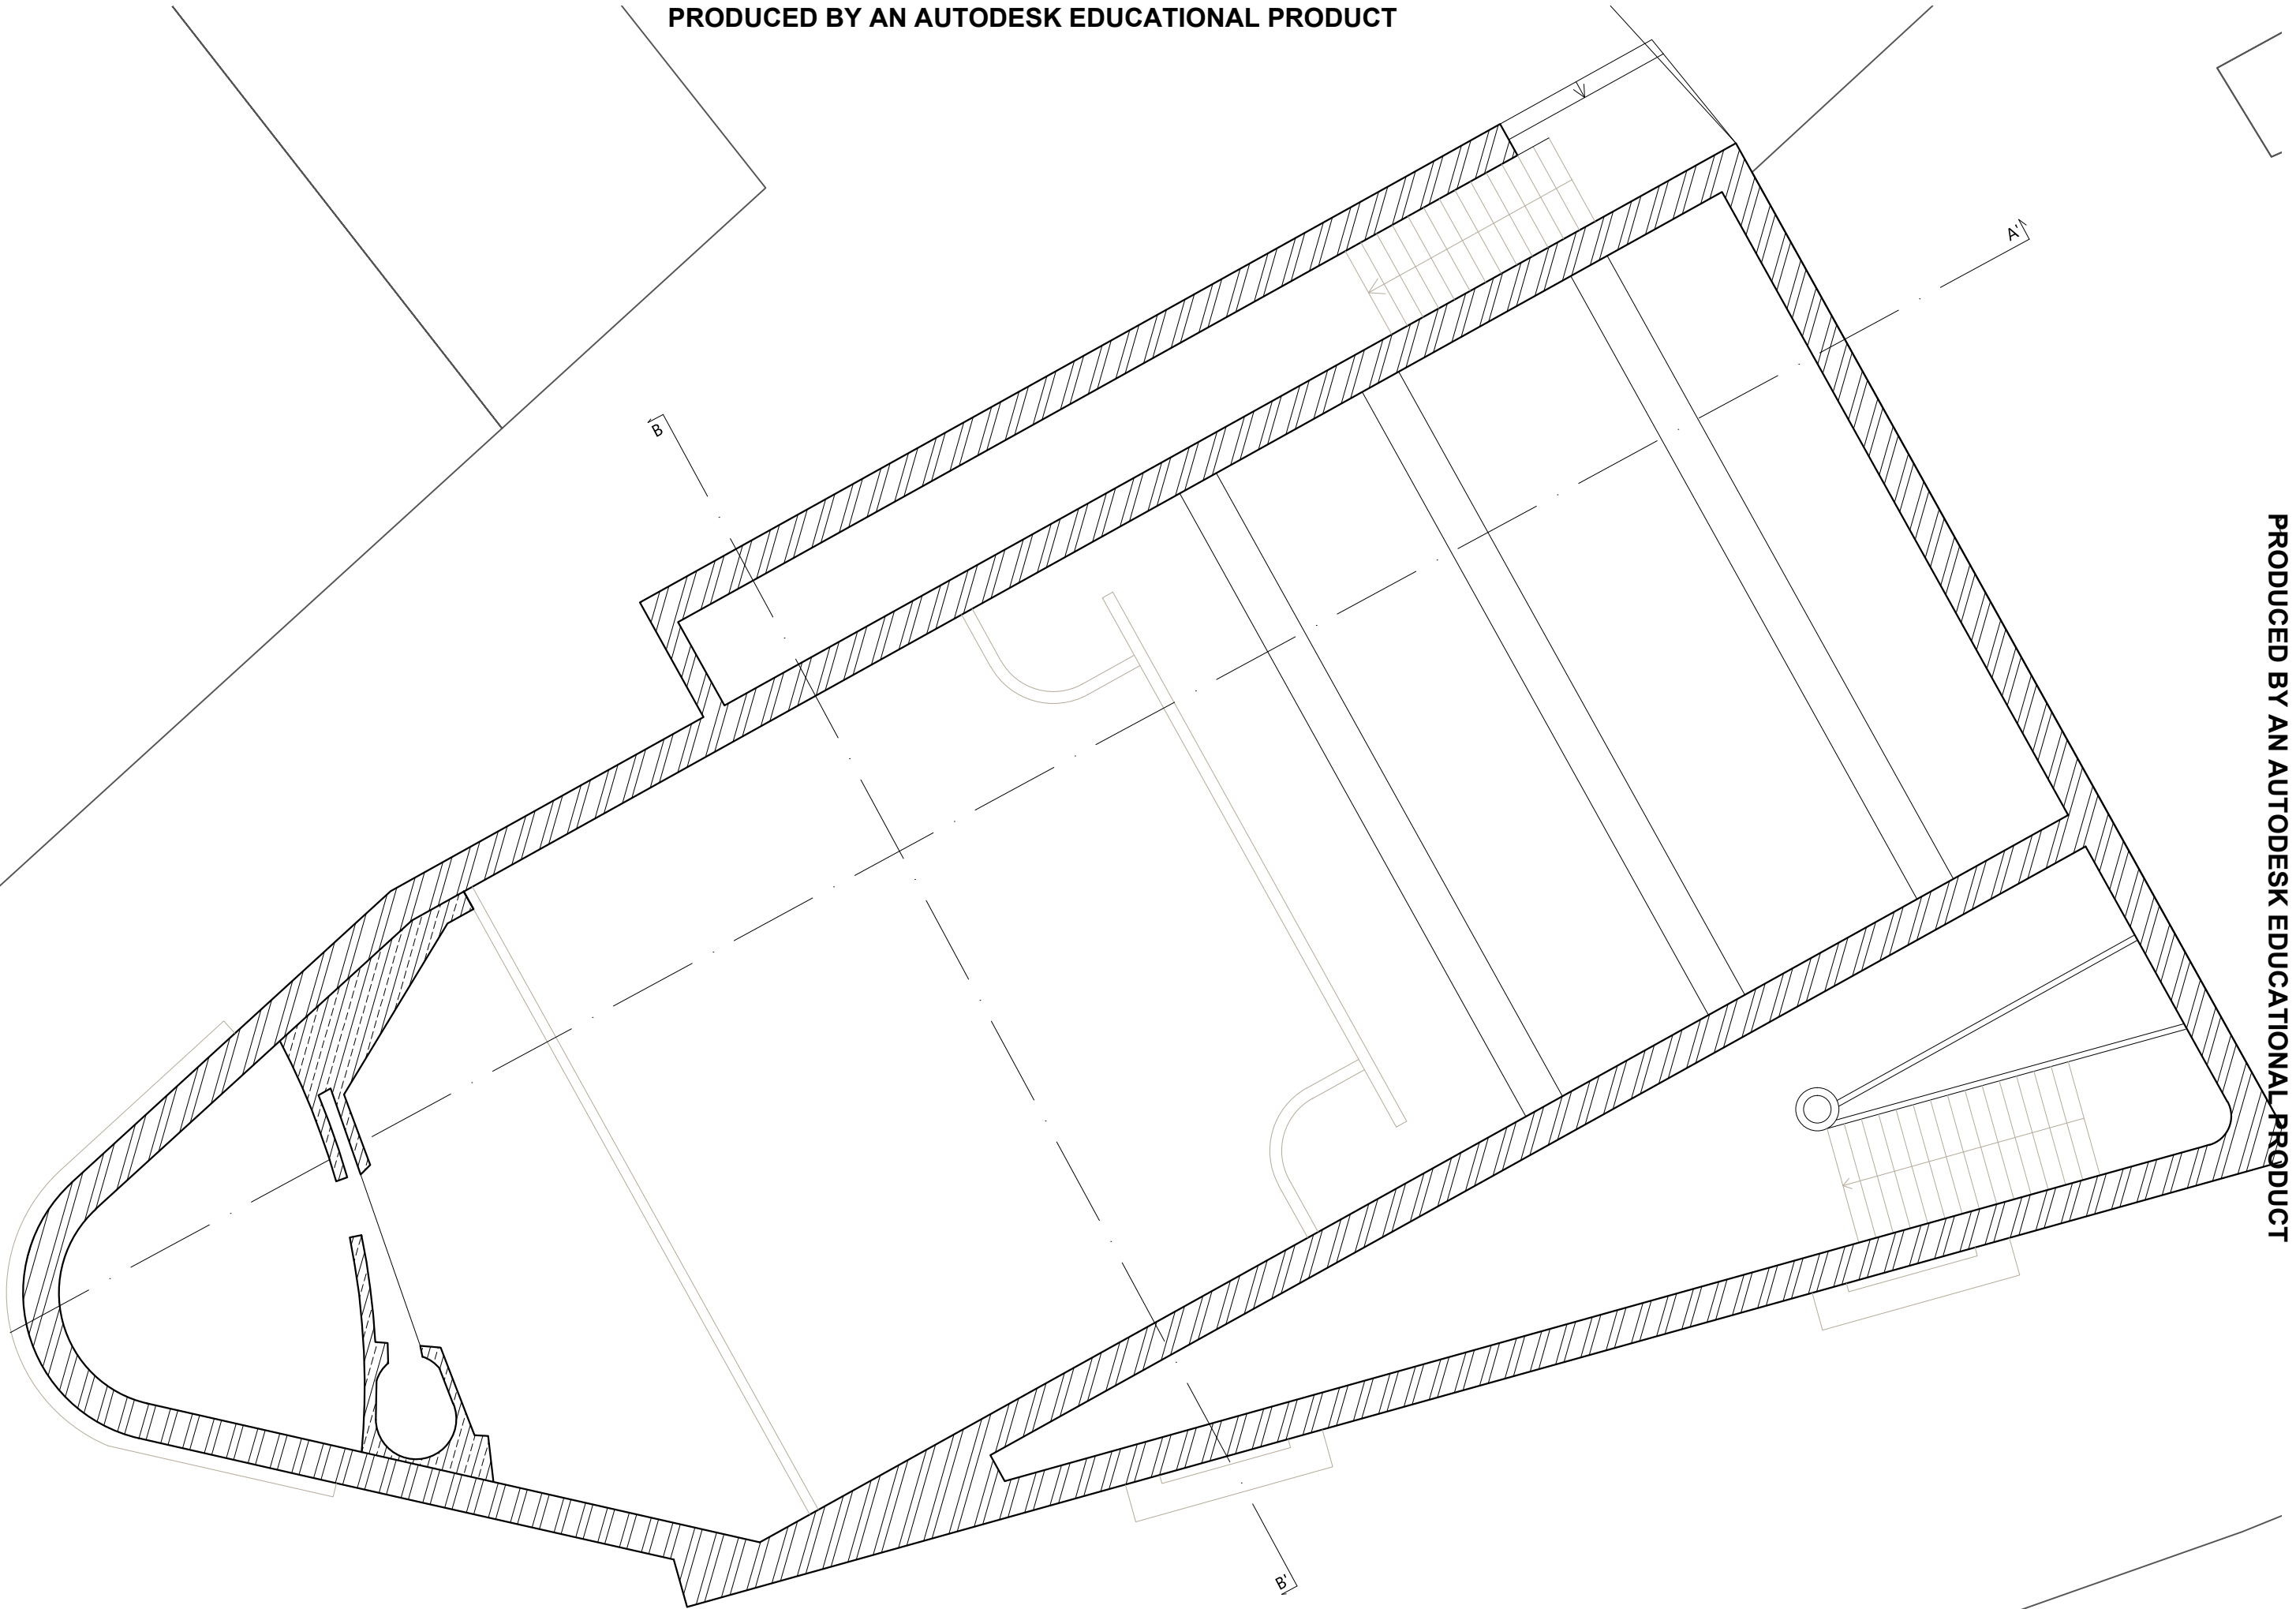 PRODUCED BY AN AUTODESK EDUCATIONAL PRODUCT
A'
B
PRODUCED BY AN AUTODESK EDUCATIONAL PRODUCT
B'